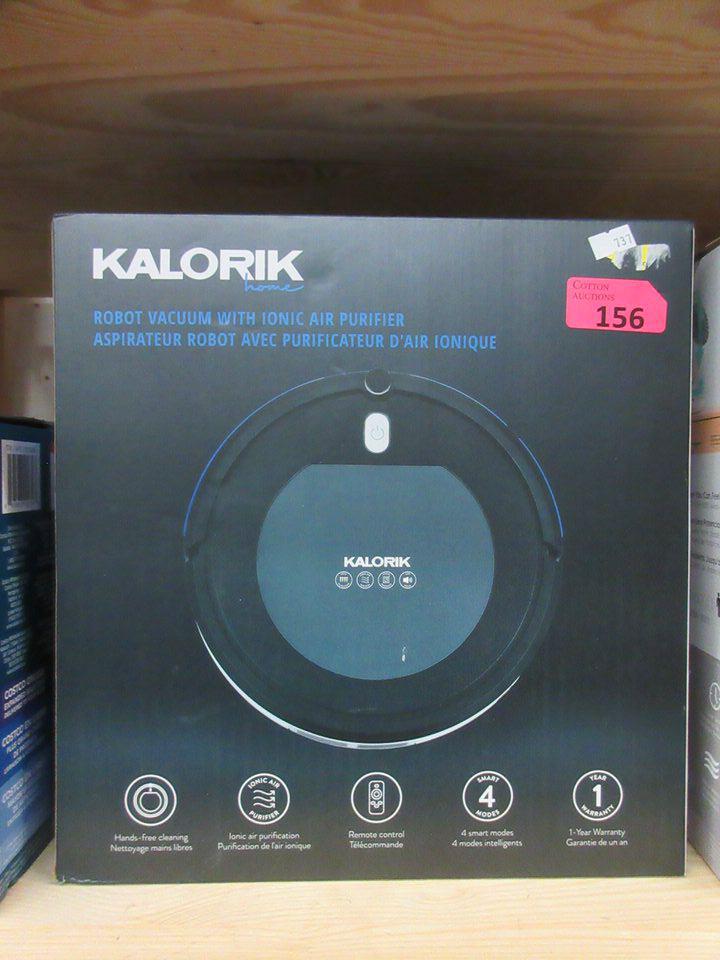 KALORIK
home
737
COTTON
AUCTIONS
156
ROBOT VACUUM WITH IONIC AIR PURIFIER
ASPIRATEUR ROBOT AVEC PURIFICATEUR D'AIR IONIQUE
KALORIK
IONIC AIR
PURIFIER
SMART
4
MODES
YEAR
1
WARRANTY
Hands-free cleaning
Nettoyage mains libres
Ionic air purification
Purification de l'air ionique
Remote control
Télécommande
4 smart modes
4 modes intelligents
1-Year Warranty
Garantie de un an
COSTCO
COSTCO